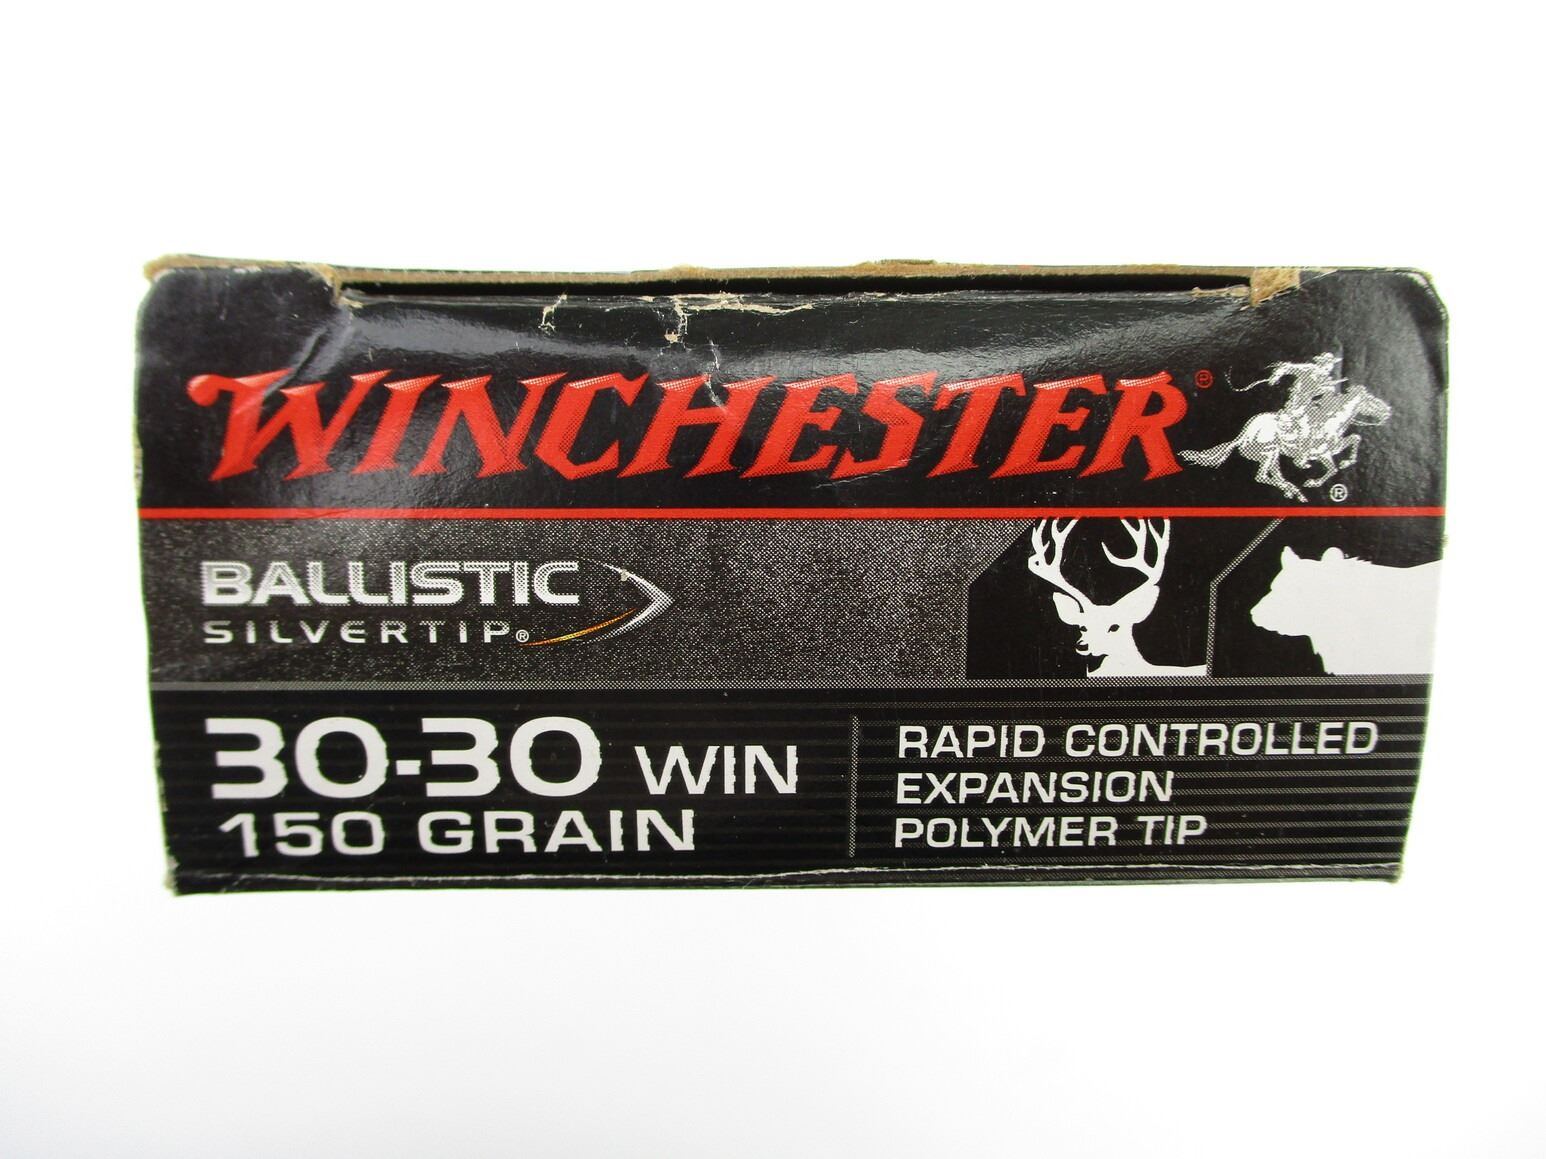 WINCHESTER®
®
BALLISTIC
SILVERTIP®
30-30 WIN
150 GRAIN
RAPID CONTROLLED
EXPANSION
POLYMER TIP